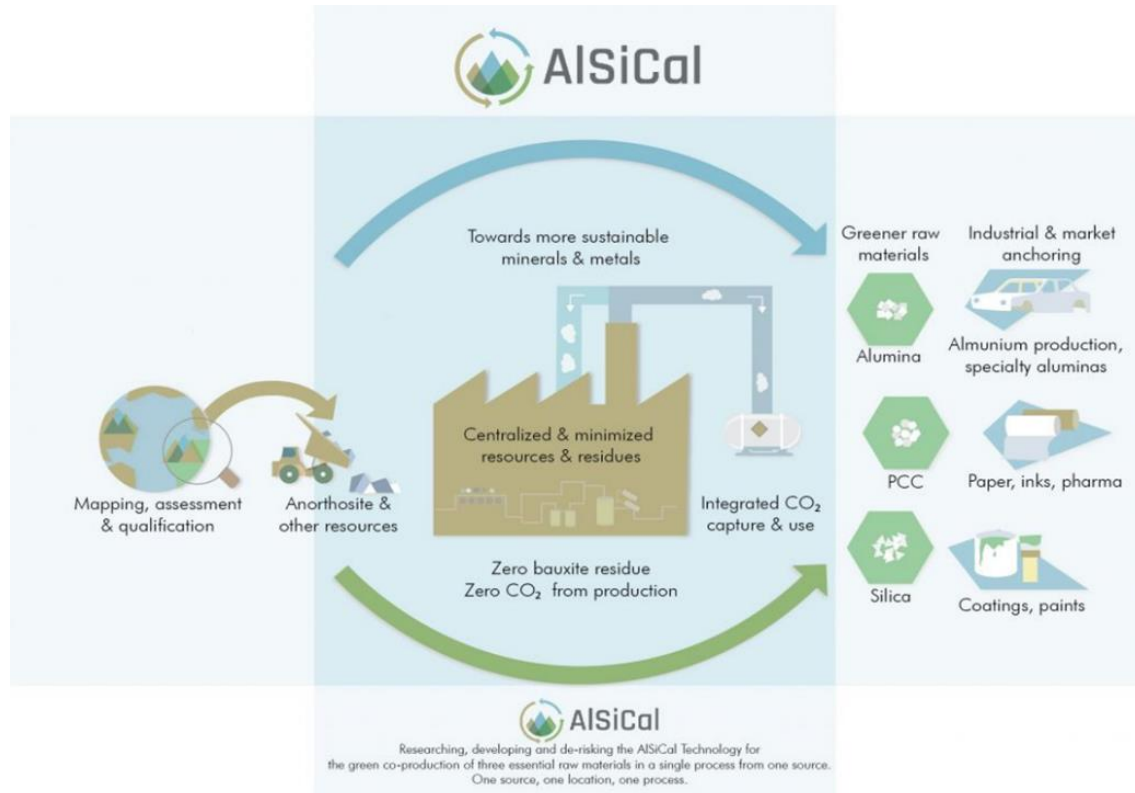 AlSiCal
Towards more sustainable
minerals & metals
Greener raw
materials
Industrial & market
anchoring
Alumina
Almunium production,
specialty aluminas
Centralized & minimized
resources & residues
Mapping, assessment
& qualification
Anorthosite &
other resources
Integrated CO₂
capture & use
PCC
Paper, inks, pharma
Zero bauxite residue
Zero CO₂ from production
Silica
Coatings, paints
AlSiCal
Researching, developing and de-risking the AlSiCal Technology for
the green co-production of three essential raw materials in a single process from one source.
One source, one location, one process.